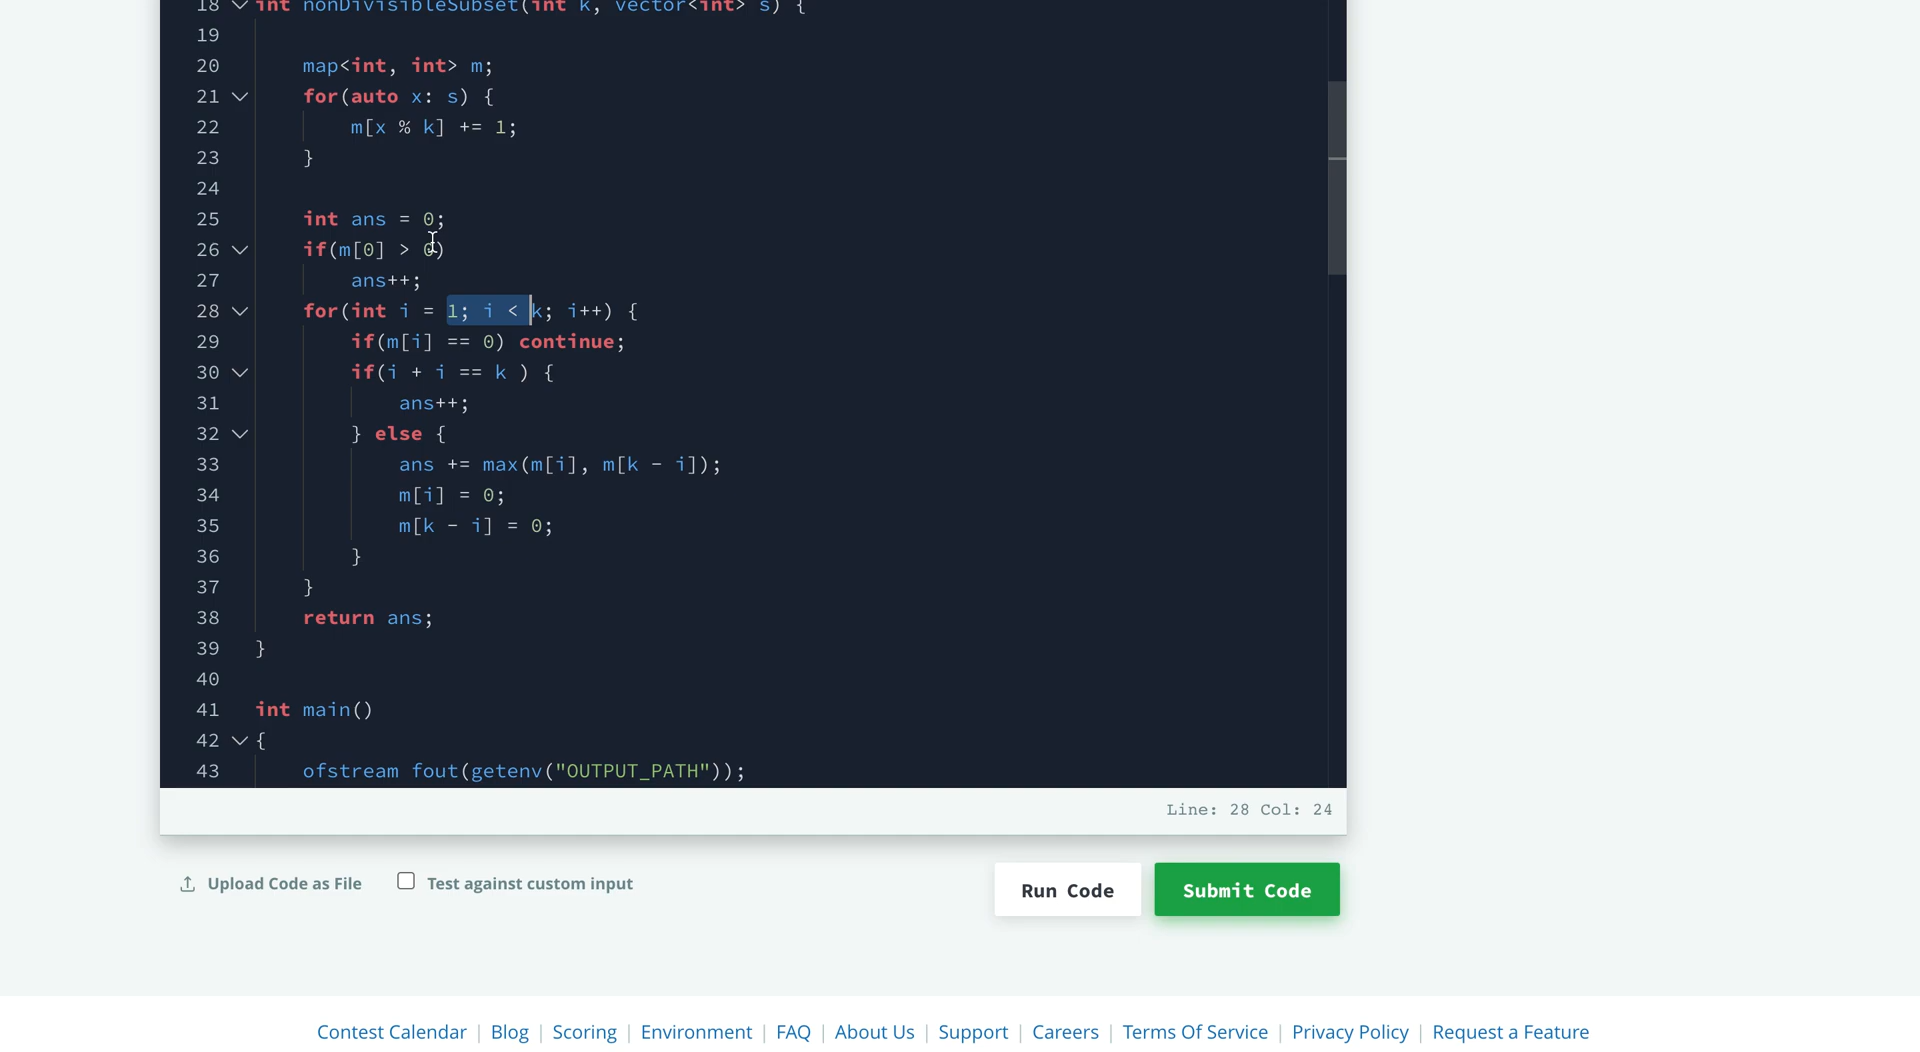 18 int nonDivisibleSubset(int k, vector<int> s) {
19
20 map<int, int> m;
21 for(auto x: s) {
22 m[x % k] += 1;
23 }
24
25 int ans = 0;
26 if(m[0] > 0)
27 ans++;
28 for(int i = 1; i < k; i++) {
29 if(m[i] == 0) continue;
30 if(i + i == k ) {
31 ans++;
32 } else {
33 ans += max(m[i], m[k - i]);
34 m[i] = 0;
35 m[k - i] = 0;
36 }
37 }
38 return ans;
39 }
40
41 int main()
42 {
43 ofstream fout(getenv("OUTPUT_PATH"));
Line: 28 Col: 24
Upload Code as File Test against custom input Run Code Submit Code
Contest Calendar | Blog | Scoring | Environment | FAQ | About Us | Support | Careers | Terms Of Service | Privacy Policy | Request a Feature